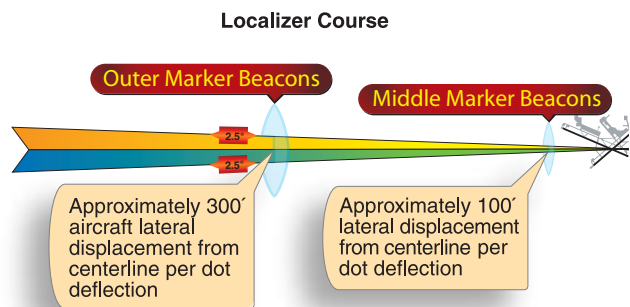 Localizer Course
Outer Marker Beacons
Middle Marker Beacons
2.5°
2.5°
Approximately 300´
aircraft lateral
displacement from
centerline per dot
deflection
Approximately 100´
lateral displacement
from centerline per
dot deflection